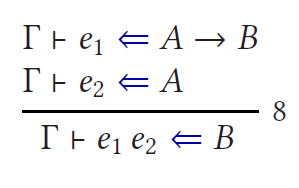 Γ ⊢ e₁ ⇐ A → B
Γ ⊢ e₂ ⇐ A
8
Γ ⊢ e₁ e₂ ⇐ B